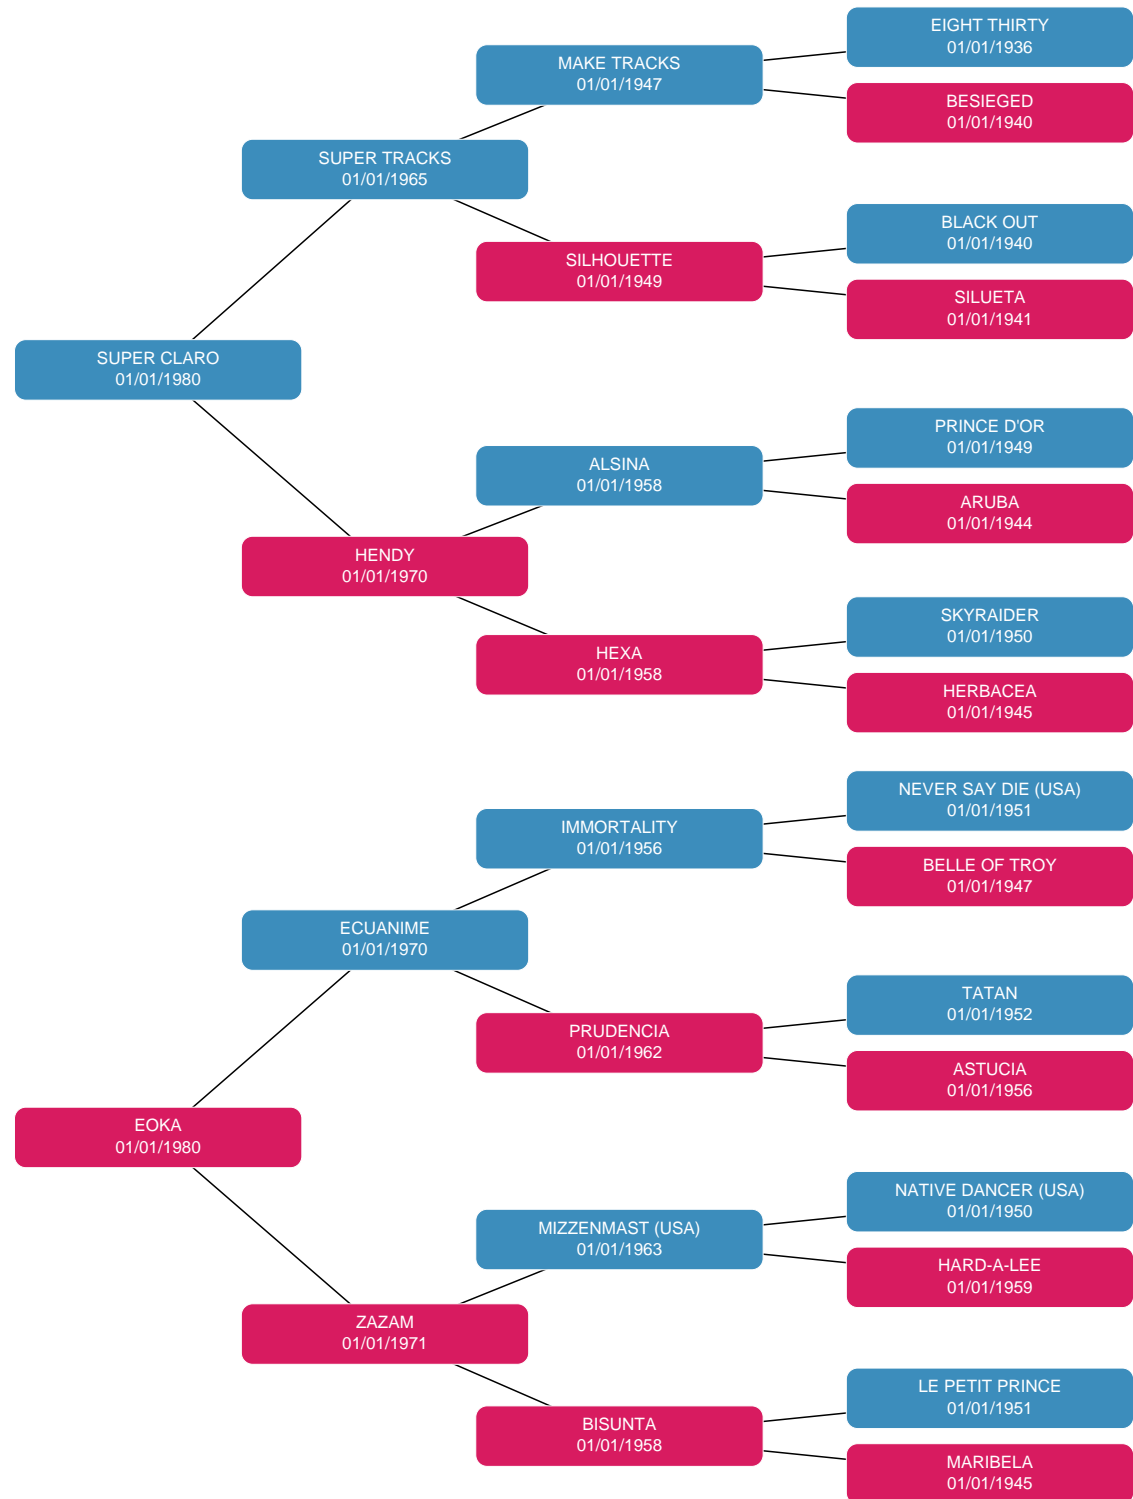 EIGHT THIRTY
01/01/1936
MAKE TRACKS
01/01/1947
BESIEGED
01/01/1940
SUPER TRACKS
01/01/1965
BLACK OUT
01/01/1940
SILHOUETTE
01/01/1949
SILUETA
01/01/1941
SUPER CLARO
01/01/1980
PRINCE D'OR
01/01/1949
ALSINA
01/01/1958
ARUBA
01/01/1944
HENDY
01/01/1970
SKYRAIDER
01/01/1950
HEXA
01/01/1958
HERBACEA
01/01/1945
NEVER SAY DIE (USA)
01/01/1951
IMMORTALITY
01/01/1956
BELLE OF TROY
01/01/1947
ECUANIME
01/01/1970
TATAN
01/01/1952
PRUDENCIA
01/01/1962
ASTUCIA
01/01/1956
EOKA
01/01/1980
NATIVE DANCER (USA)
01/01/1950
MIZZENMAST (USA)
01/01/1963
HARD-A-LEE
01/01/1959
ZAZAM
01/01/1971
LE PETIT PRINCE
01/01/1951
BISUNTA
01/01/1958
MARIBELA
01/01/1945